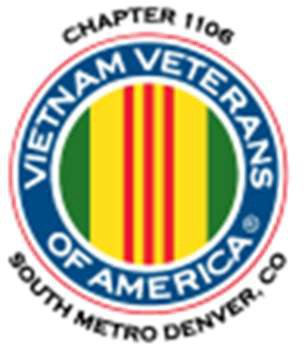 CHAPTER 1106
VIETNAM VETERANS
OF AMERICA®
SOUTH METRO DENVER, CO